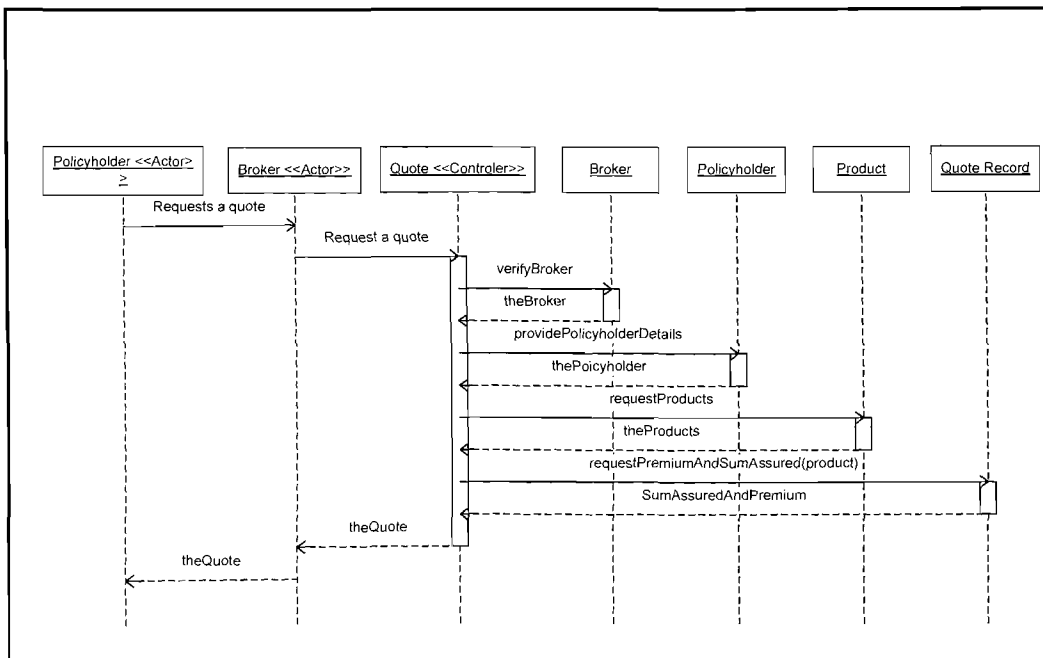 Policyholder <<Actor>
>
Broker <<Actor>>
Quote <<Controler>>
Broker
Policyholder
Product
Quote Record
Requests a quote
Request a quote
verifyBroker
theBroker
providePolicyholderDetails
thePoicyholder
requestProducts
theProducts
requestPremiumAndSumAssured(product)
SumAssuredAndPremium
theQuote
theQuote